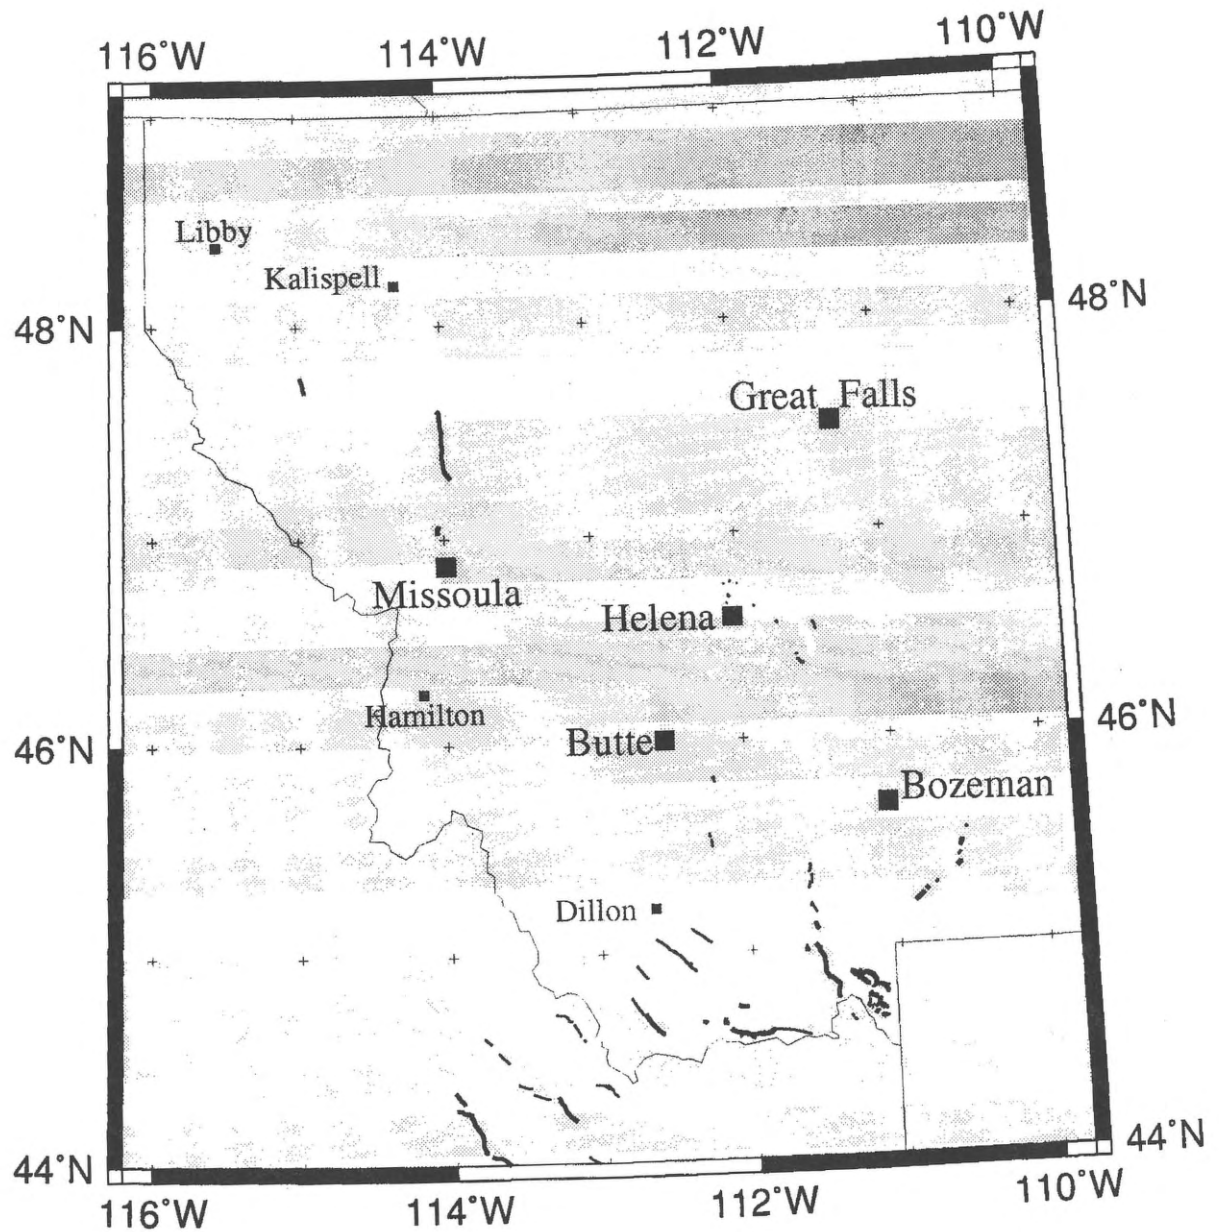 116°W 114°W 112°W 110°W
Libby
Kalispell
48°N 48°N
Great Falls
Missoula
Helena
Hamilton
46°N
Butte 46°N
Bozeman
Dillon
44°N 44°N
116°W 114°W 112°W 110°W